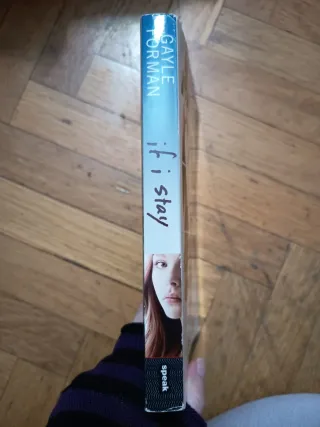 GAYLE
FORMAN
if i stay
speak